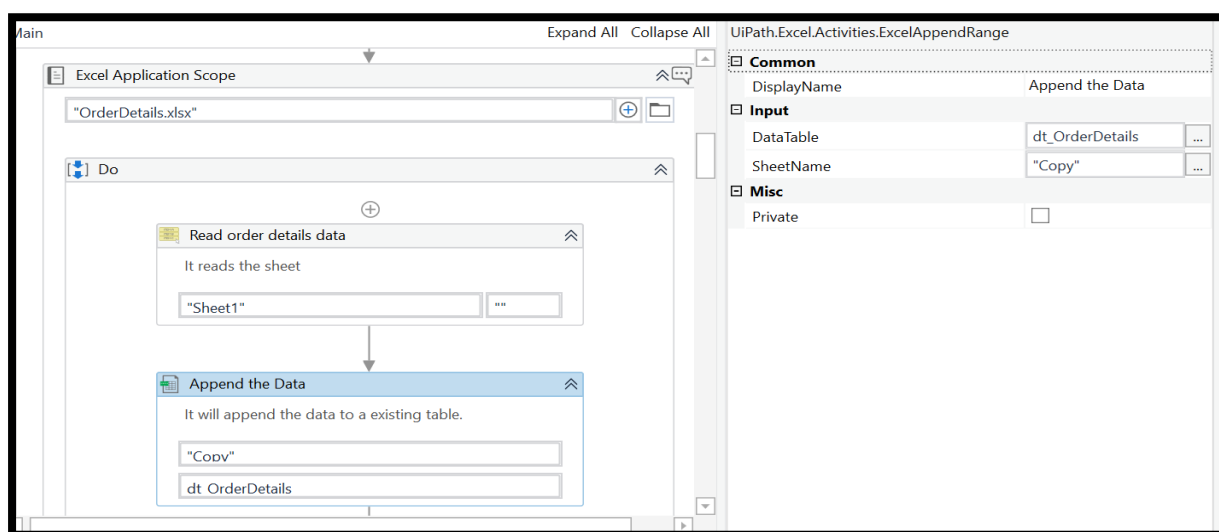 Main
Expand All Collapse All
Excel Application Scope
"OrderDetails.xlsx"
Do
Read order details data
It reads the sheet
"Sheet1" ""
Append the Data
It will append the data to a existing table.
"Copy"
dt_OrderDetails
UiPath.Excel.Activities.ExcelAppendRange
Common
DisplayName Append the Data
Input
DataTable dt_OrderDetails ...
SheetName "Copy" ...
Misc
Private